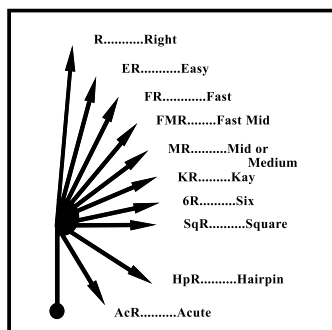 R...........Right
ER...........Easy
FR............Fast
FMR.......Fast Mid
MR..........Mid or
Medium
KR.........Kay
6R..........Six
SqR..........Square
HpR..........Hairpin
AcR..........Acute